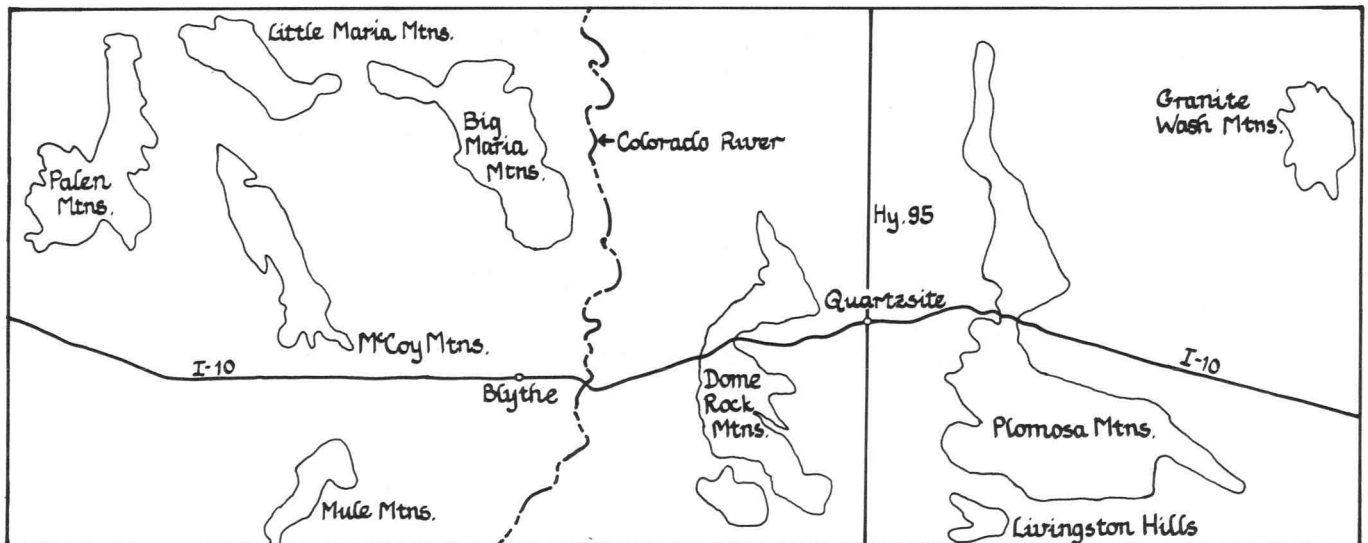 Little Maria Mtns.
Big
Maria
Mtns.
Colorado River
Granite
Wash Mtns.
Palen
Mtns.
Hy. 95
Quartzsite
McCoy Mtns.
I-10
Blythe
Dome
Rock
Mtns.
I-10
Plomosa Mtns.
Mule Mtns.
Livingston Hills